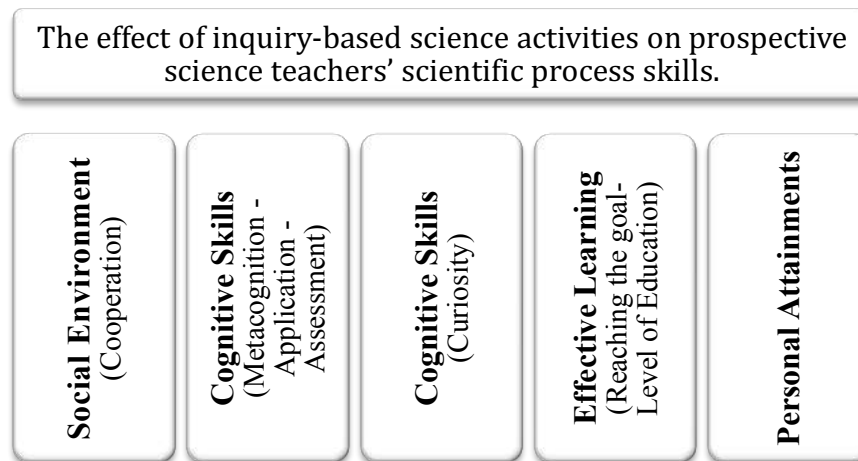 The effect of inquiry-based science activities on prospective
science teachers’ scientific process skills.
Social Environment
(Cooperation)
Cognitive Skills
(Metacognition -
Application -
Assessment)
Cognitive Skills
(Curiosity)
Effective Learning
(Reaching the goal-
Level of Education)
Personal Attainments